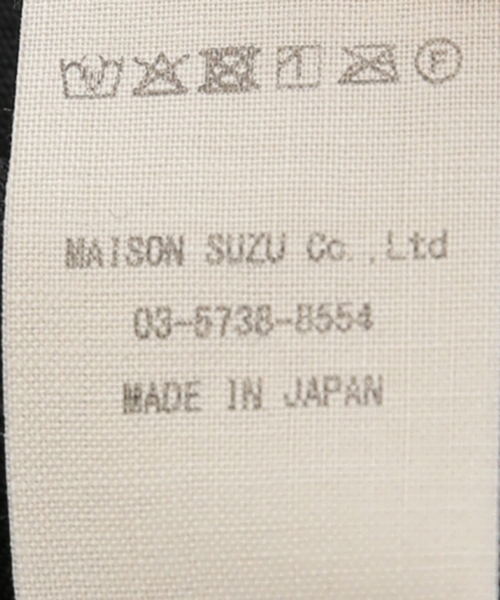 MAISON SUZU Co.,Ltd
03-5738-8554
MADE IN JAPAN